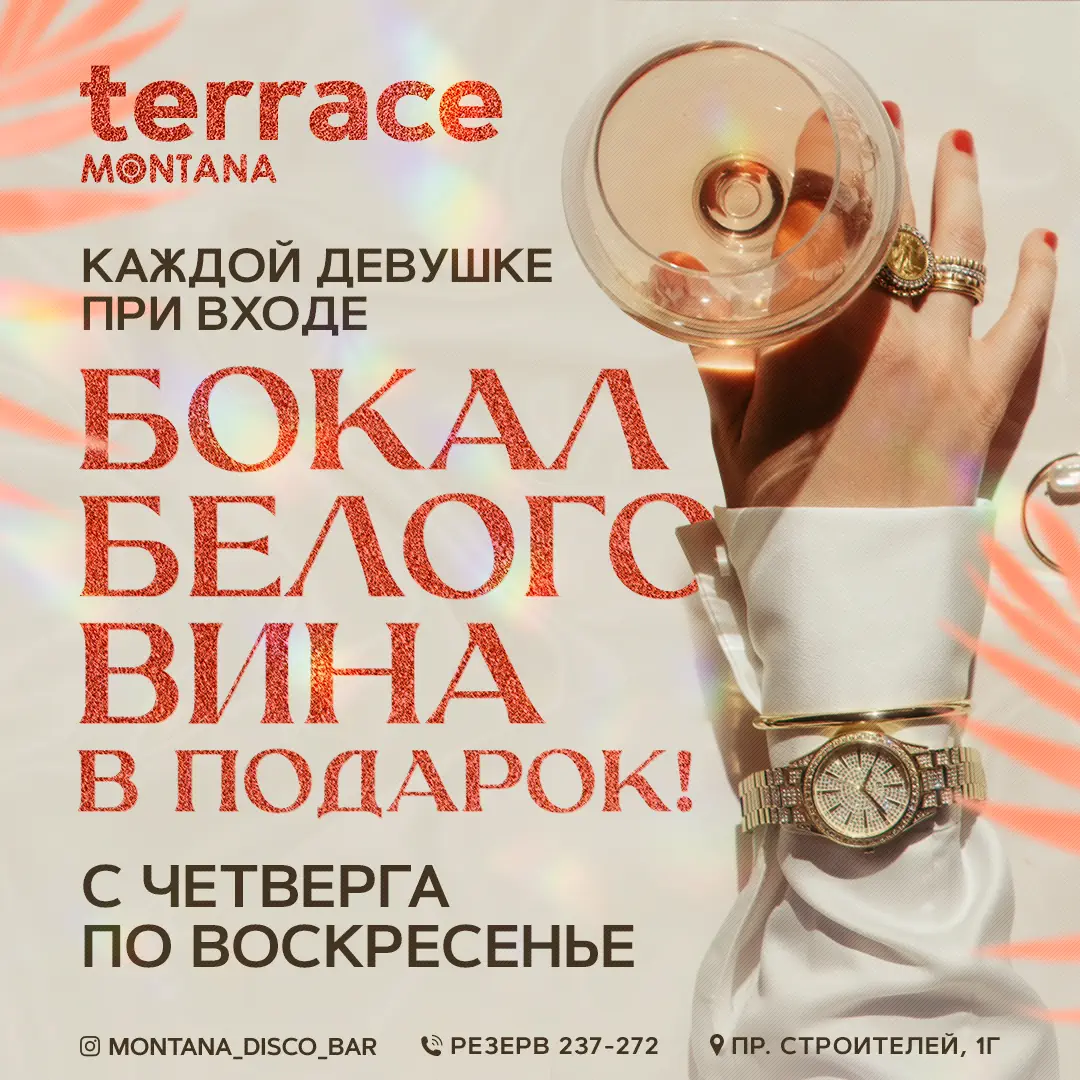 terrace
MONTANA
КАЖДОЙ ДЕВУШКЕ
ПРИ ВХОДЕ
БОКАЛ
БЕЛОГО
ВИНА
В ПОДАРОК!
С ЧЕТВЕРГА
ПО ВОСКРЕСЕНЬЕ
MONTANA_DISCO_BAR РЕЗЕРВ 237-272 ПР. СТРОИТЕЛЕЙ, 1Г